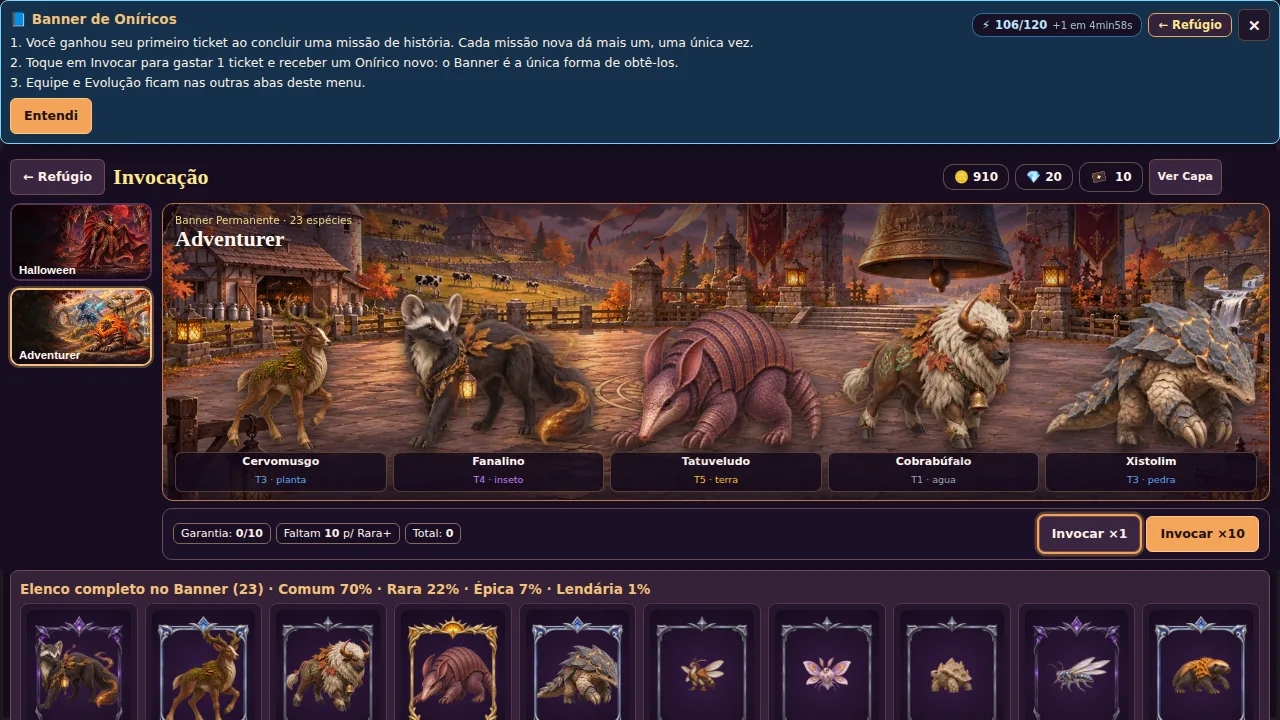 Banner de Oníricos
⚡ 106/120 +1 em 4min58s
← Refúgio
×
1. Você ganhou seu primeiro ticket ao concluir uma missão de história. Cada missão nova dá mais um, uma única vez.
2. Toque em Invocar para gastar 1 ticket e receber um Onírico novo: o Banner é a única forma de obtê-los.
3. Equipe e Evolução ficam nas outras abas deste menu.
Entendi
← Refúgio
Invocação
910
20
10
Ver Capa
Halloween
Adventurer
Banner Permanente · 23 espécies
Adventurer
Cervomusgo
T3 · planta
Fanalino
T4 · inseto
Tatuveludo
T5 · terra
Cobrabúfalo
T1 · agua
Xistolim
T3 · pedra
Garantia: 0/10
Faltam 10 p/ Rara+
Total: 0
Invocar ×1
Invocar ×10
Elenco completo no Banner (23) · Comum 70% · Rara 22% · Épica 7% · Lendária 1%